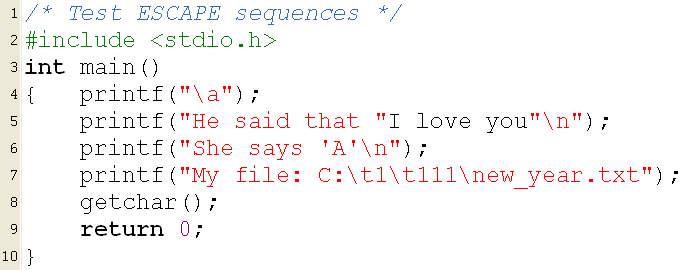 1 /* Test ESCAPE sequences */
2 #include <stdio.h>
3 int main()
4 {   printf("\a");
5     printf("He said that "I love you"\n");
6     printf("She says 'A'\n");
7     printf("My file: C:\t1\t111\new_year.txt");
8     getchar();
9     return 0;
10 }